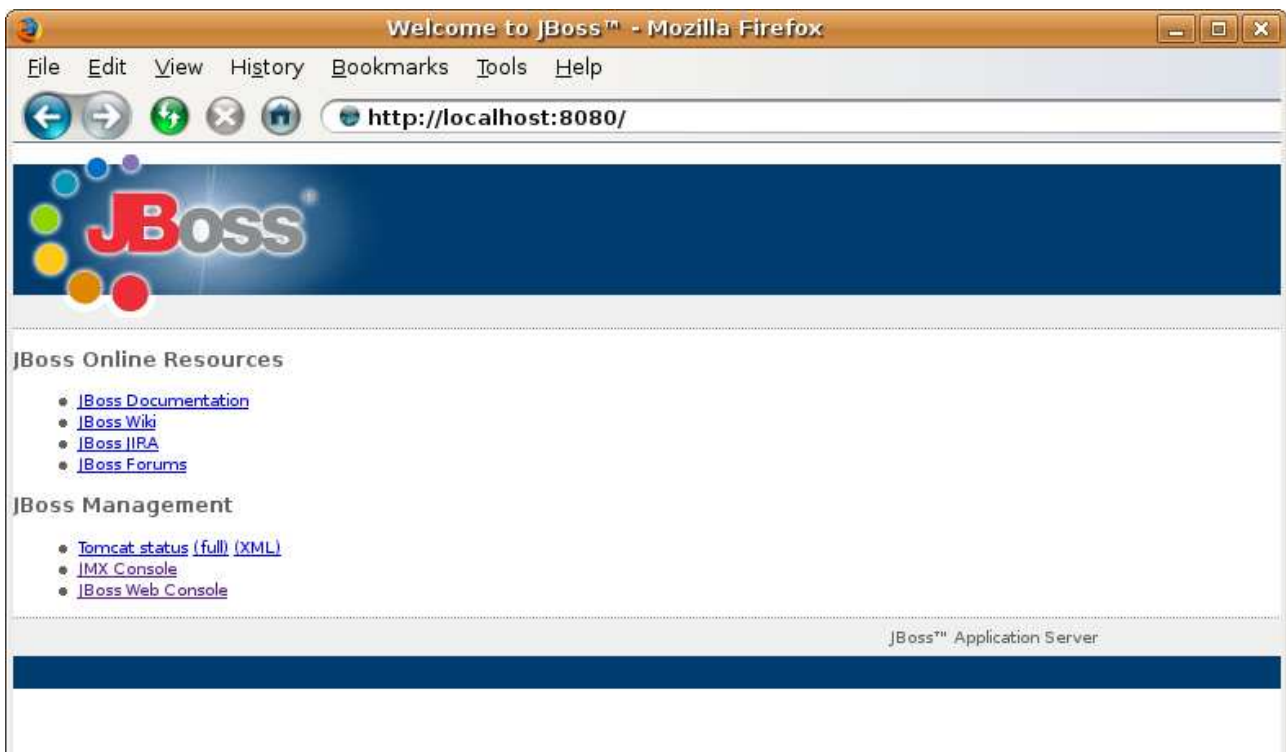 Welcome to JBoss™ - Mozilla Firefox
File Edit View History Bookmarks Tools Help
http://localhost:8080/
JBoss®
JBoss Online Resources
JBoss Documentation
JBoss Wiki
JBoss JIRA
JBoss Forums
JBoss Management
Tomcat status (full) (XML)
JMX Console
JBoss Web Console
JBoss™ Application Server